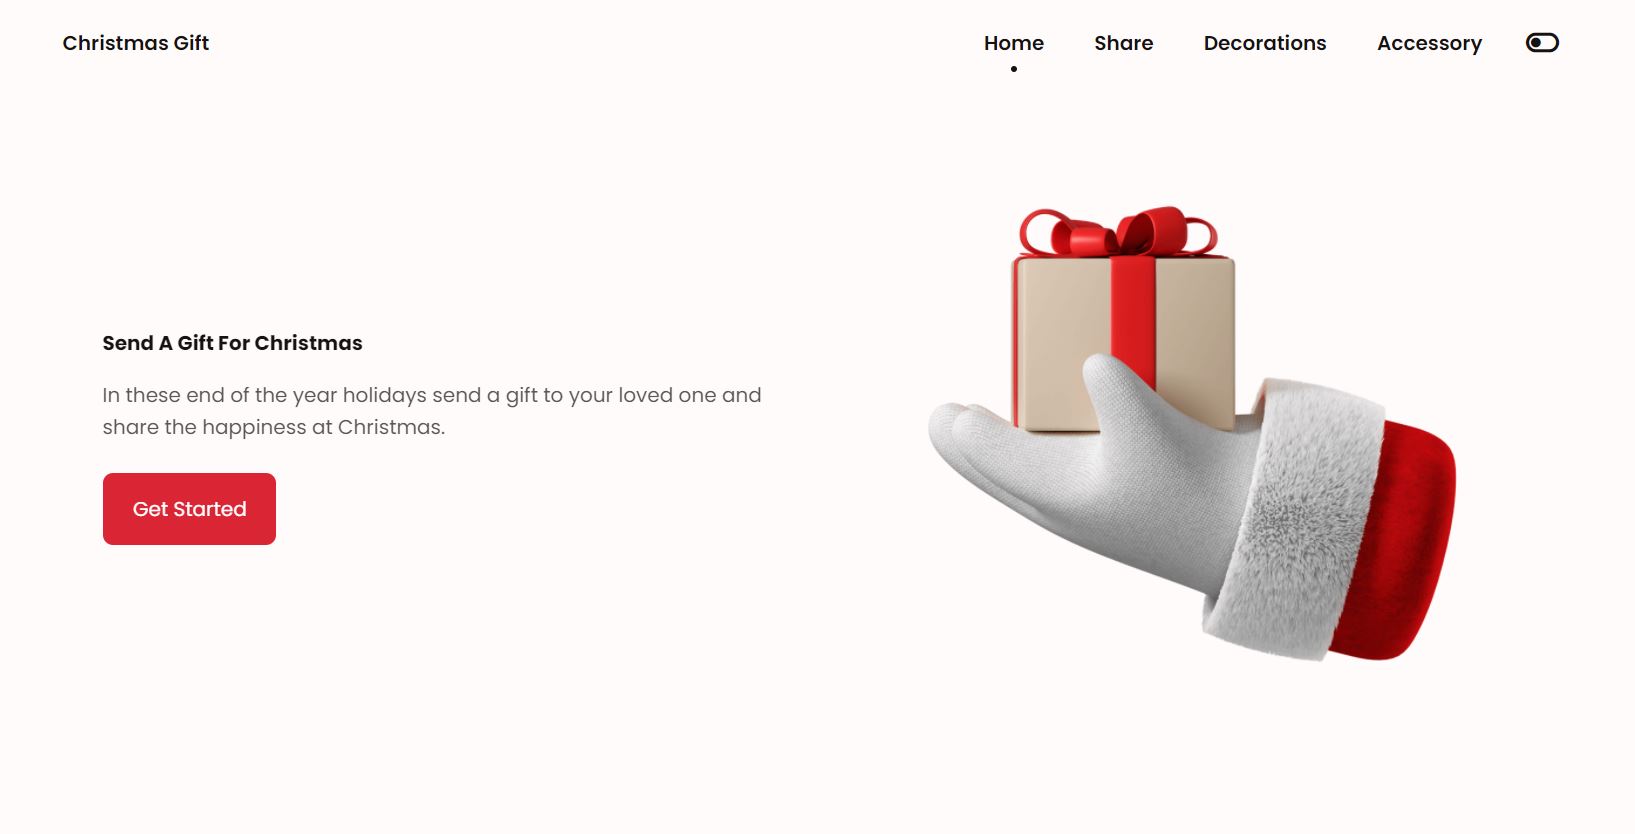 Christmas Gift
Home
Share
Decorations
Accessory
Send A Gift For Christmas
In these end of the year holidays send a gift to your loved one and
share the happiness at Christmas.
Get Started